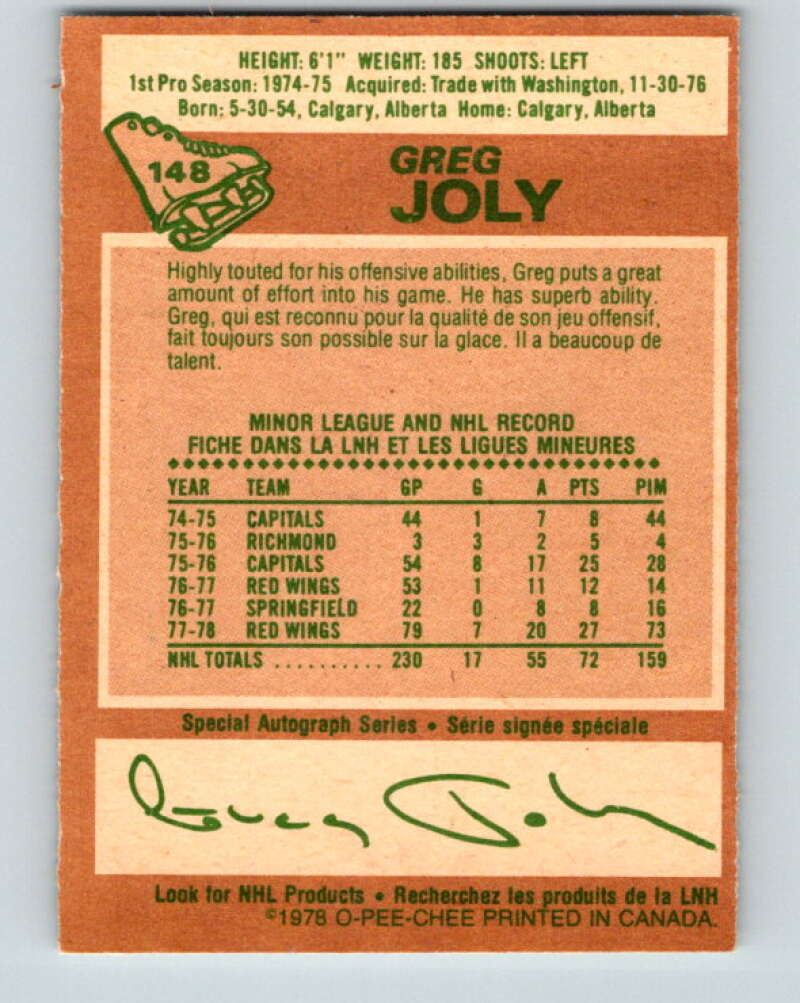 HEIGHT: 6'1" WEIGHT: 185 SHOOTS: LEFT
1st Pro Season: 1974-75 Acquired: Trade with Washington, 11-30-76
Born: 5-30-54, Calgary, Alberta Home: Calgary, Alberta
148
GREG
JOLY
Highly touted for his offensive abilities, Greg puts a great
amount of effort into his game. He has superb ability.
Greg, qui est reconnu pour la qualité de son jeu offensif,
fait toujours son possible sur la glace. Il a beaucoup de
talent.
MINOR LEAGUE AND NHL RECORD
FICHE DANS LA LNH ET LES LIGUES MINEURES
YEAR TEAM GP G A PTS PIM
74-75 CAPITALS 44 1 7 8 44
75-76 RICHMOND 3 3 2 5 4
75-76 CAPITALS 54 8 17 25 28
76-77 RED WINGS 53 1 11 12 14
76-77 SPRINGFIELD 22 0 8 8 16
77-78 RED WINGS 79 7 20 27 73
NHL TOTALS .......... 230 17 55 72 159
Special Autograph Series • Série signée spéciale
Greg Joly
Look for NHL Products • Recherchez les produits de la LNH
©1978 O-PEE-CHEE PRINTED IN CANADA.